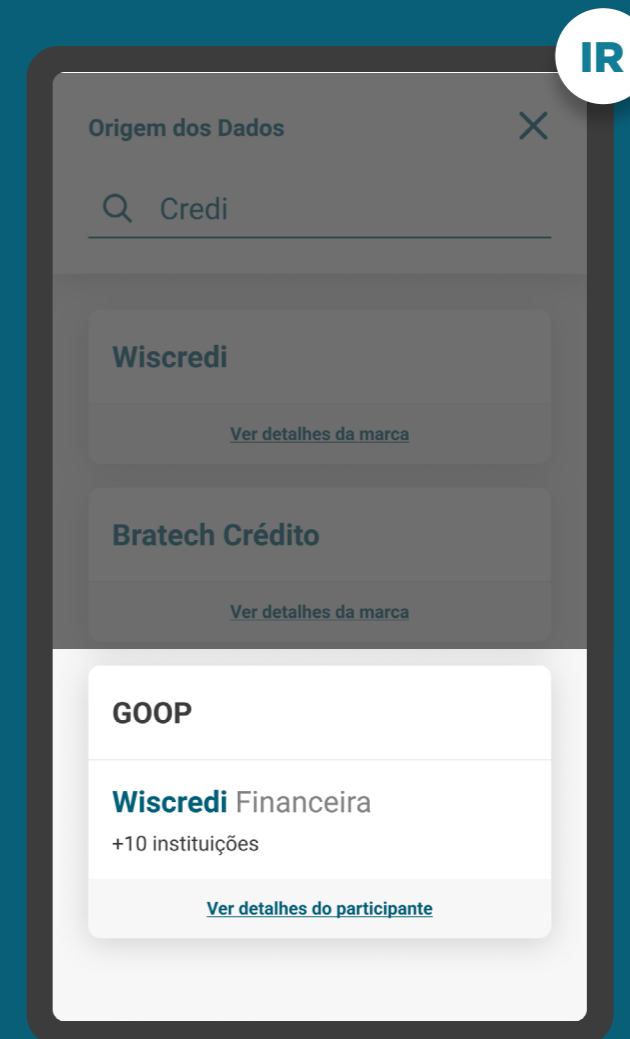 IR
Origem dos Dados
Credi
Wiscredi
Ver detalhes da marca
Bratech Crédito
Ver detalhes da marca
GOOP
Wiscredi Financeira
+10 instituições
Ver detalhes do participante